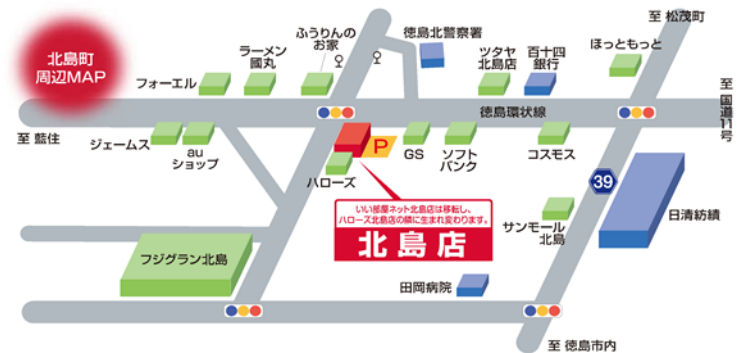 北島町
周辺MAP
フォーエル
ラーメン
國丸
ふうりんの
お家
徳島北警察署
ツタヤ
北島店
百十四
銀行
ほっともっと
至 松茂町
至 国道11号
至 藍住
徳島環状線
ジェームス
au
ショップ
P
GS
ソフト
バンク
コスモス
ハローズ
39
日清紡績
いい部屋ネット北島店は移転し、
ハローズ北島店の隣に生まれ変わります。
北島店
サンモール
北島
フジグラン北島
田岡病院
至 徳島市内